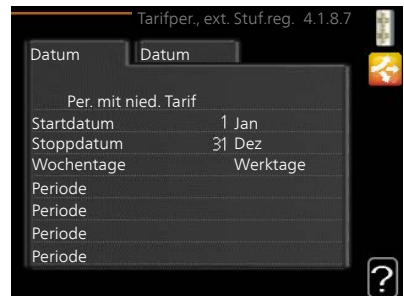 Tarifper., ext. Stuf.reg. 4.1.8.7
Datum Datum
Per. mit nied. Tarif
Startdatum 1 Jan
Stoppdatum 31 Dez
Wochentage Werktage
Periode
Periode
Periode
Periode
?